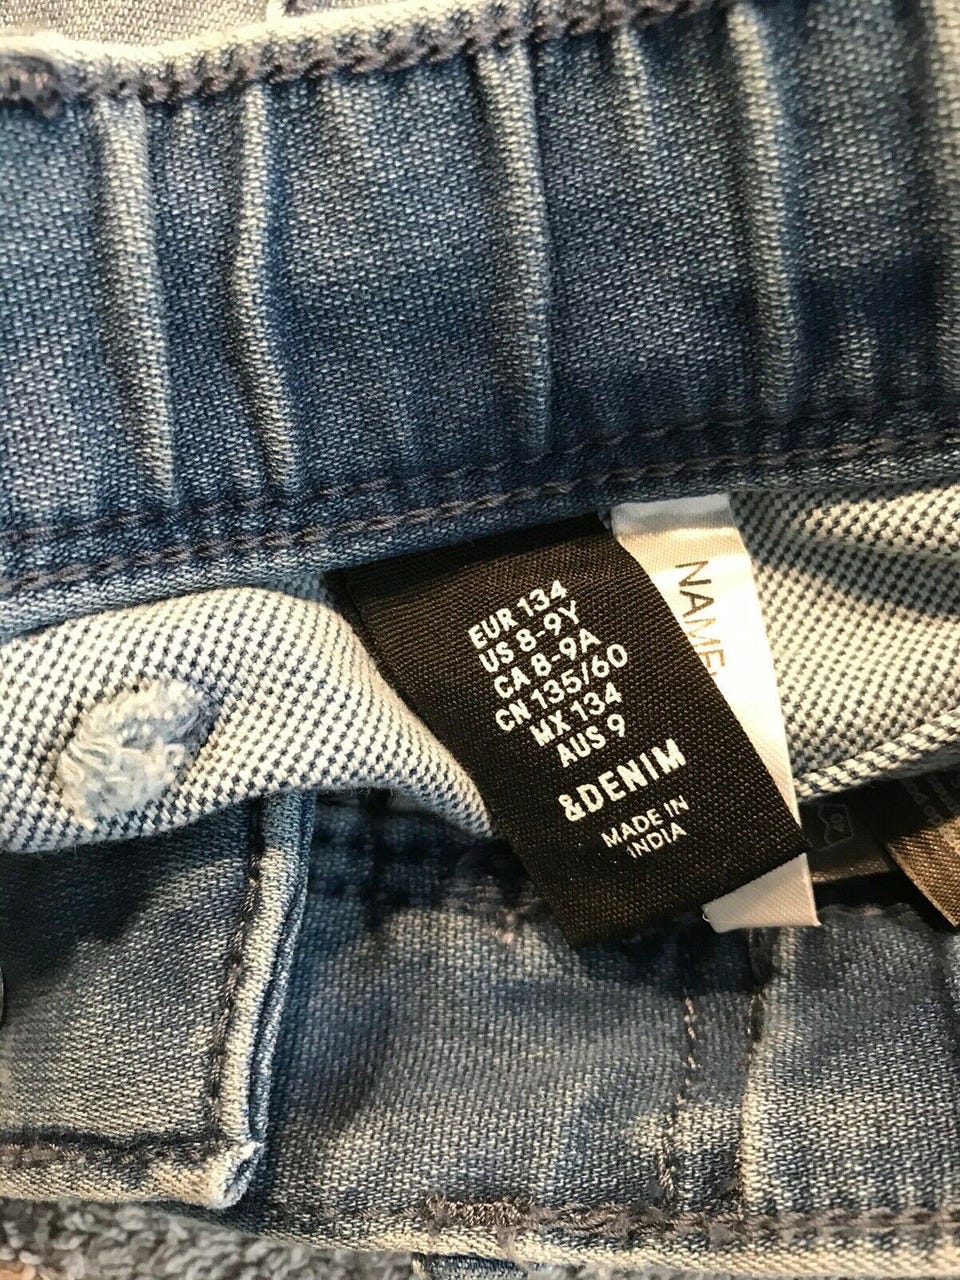 EUR 134
US 8-9Y
CA 8-9A
CN 135/60
MX 134
AUS 9
&DENIM
MADE IN
INDIA
NAME